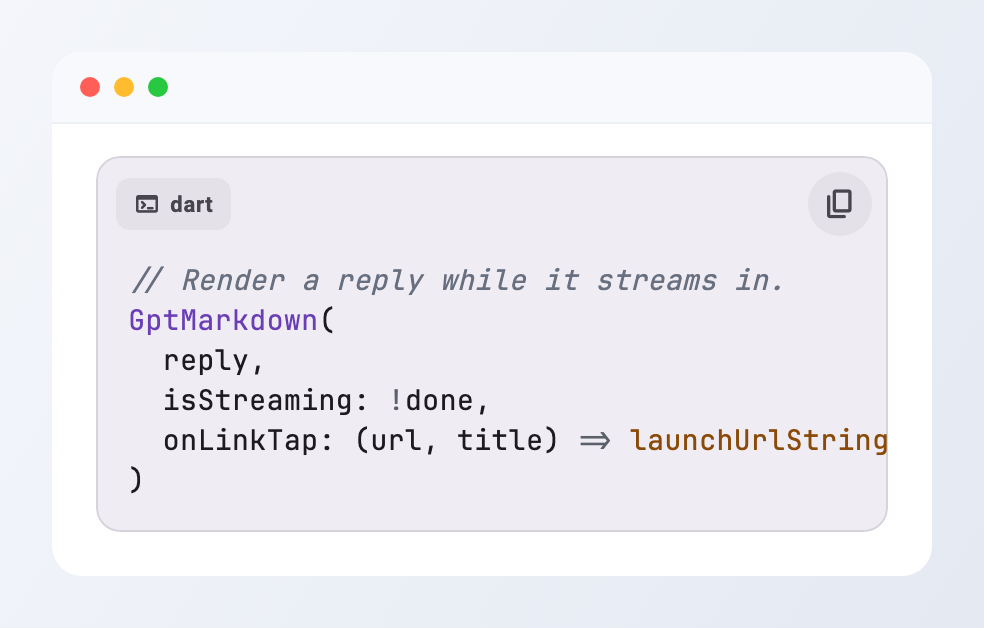 dart
// Render a reply while it streams in.
GptMarkdown(
  reply,
  isStreaming: !done,
  onLinkTap: (url, title) => launchUrlString
)